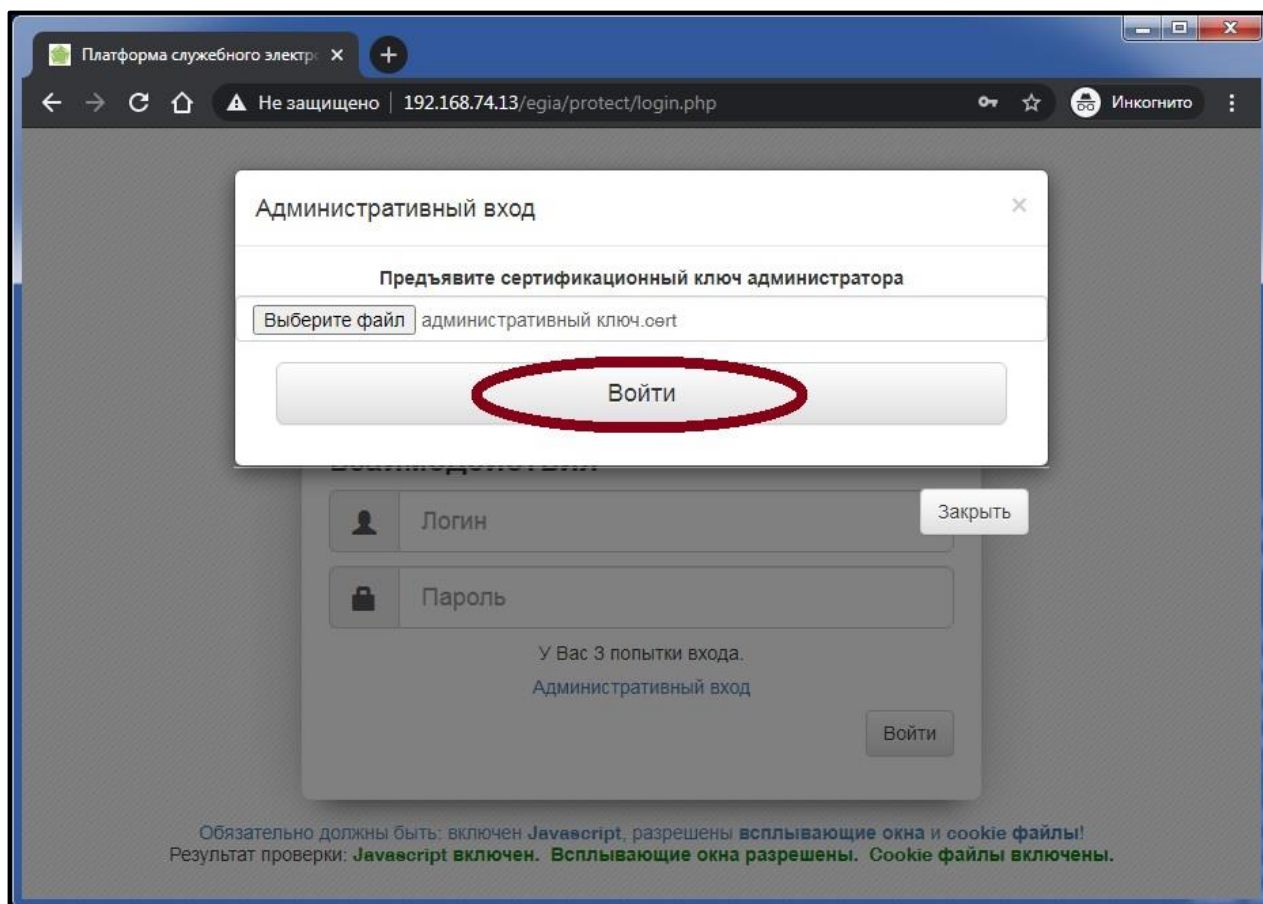 Платформа служебного электро
Не защищено 192.168.74.13/egia/protect/login.php Инкогнито
Административный вход
Предъявите сертификационный ключ администратора
Выберите файл административный ключ.cert
Войти
Закрыть
Логин
Пароль
У Вас 3 попытки входа.
Административный вход
Войти
Обязательно должны быть: включен Javascript, разрешены всплывающие окна и cookie файлы!
Результат проверки: Javascript включен. Всплывающие окна разрешены. Cookie файлы включены.